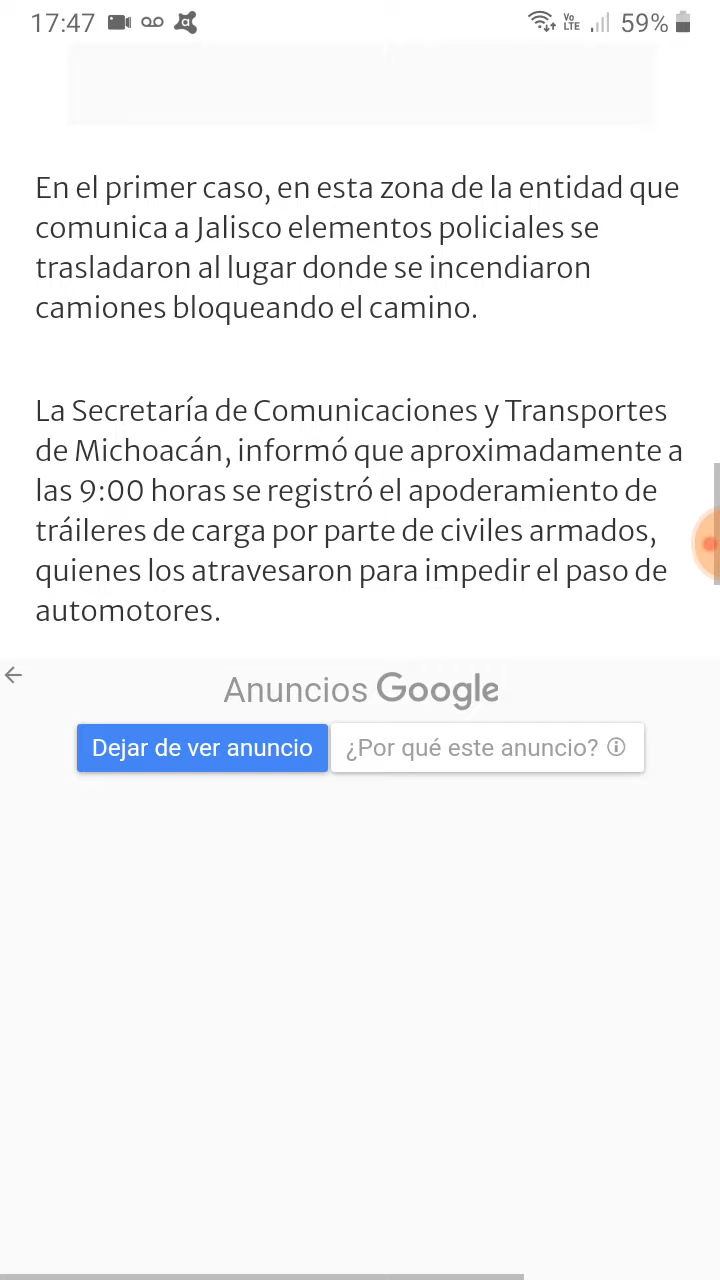 17:47
Vo LTE
59%
En el primer caso, en esta zona de la entidad que
comunica a Jalisco elementos policiales se
trasladaron al lugar donde se incendiaron
camiones bloqueando el camino.
La Secretaría de Comunicaciones y Transportes
de Michoacán, informó que aproximadamente a
las 9:00 horas se registró el apoderamiento de
tráileres de carga por parte de civiles armados,
quienes los atravesaron para impedir el paso de
automotores.
Anuncios Google
Dejar de ver anuncio
¿Por qué este anuncio?